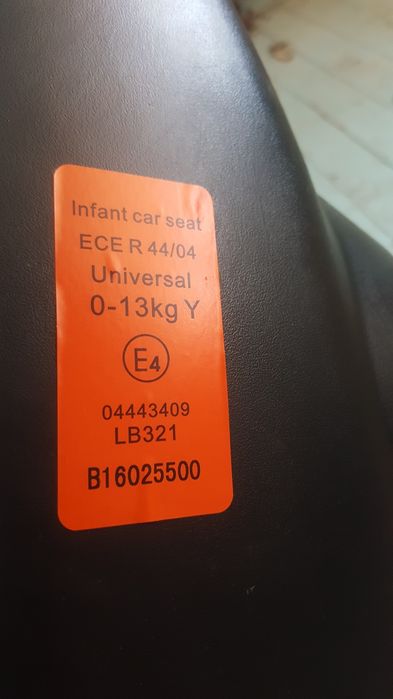 Infant car seat
ECE R 44/04
Universal
0-13kg Y
E4
04443409
LB321
B16025500